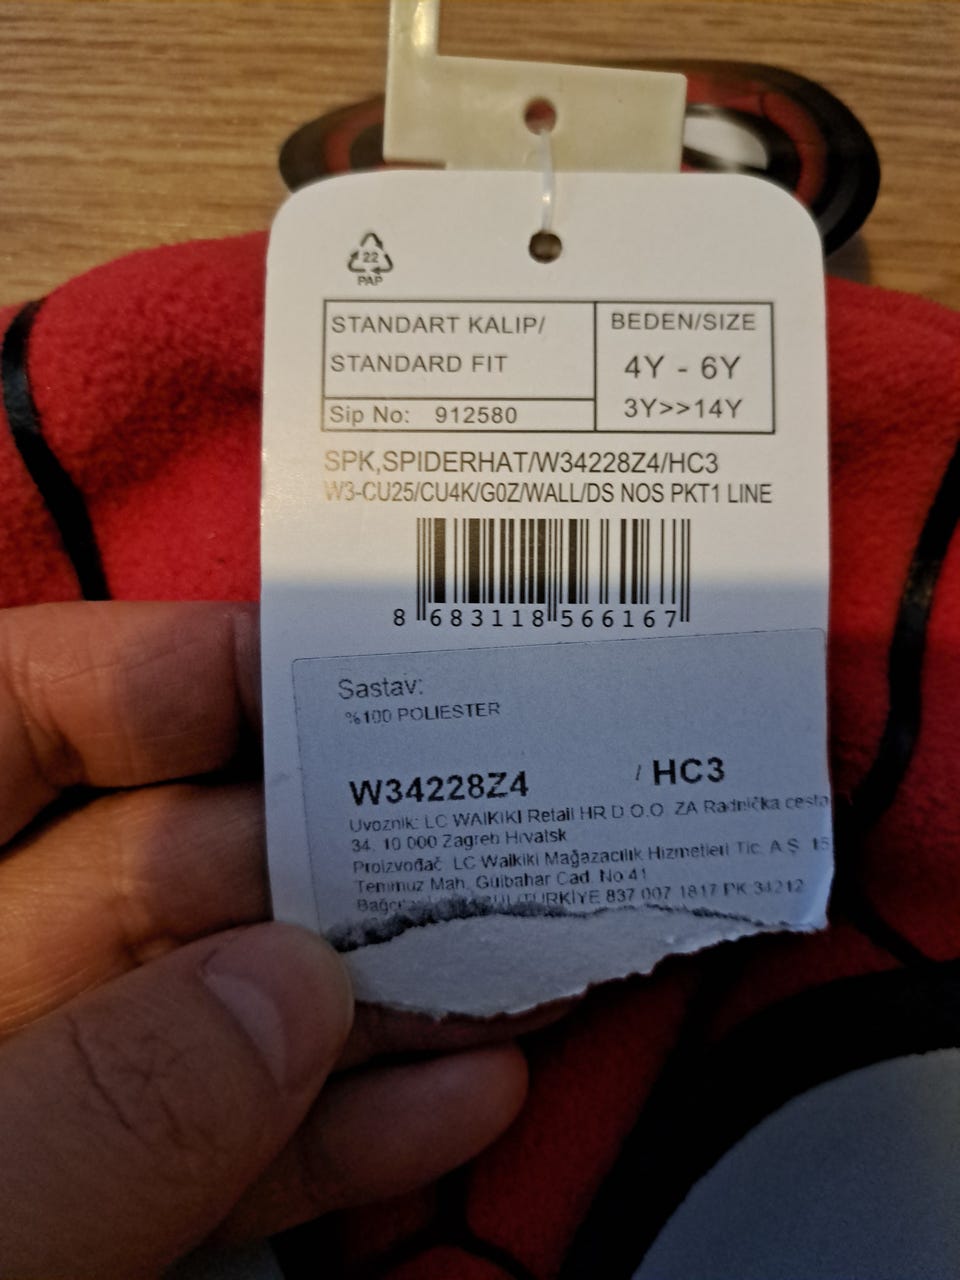 22
PAP
STANDART KALIP/
STANDARD FIT
BEDEN/SIZE
4Y - 6Y
3Y>>14Y
Sip No: 912580
SPK,SPIDERHAT/W34228Z4/HC3
W3-CU25/CU4K/G0Z/WALL/DS NOS PKT1 LINE
8 683118 566167
Sastav:
%100 POLIESTER
W34228Z4 / HC3
Uvoznik: LC WAIKIKI Retail HR D.O.O. ZA Radnička cesta
34, 10 000 Zagreb Hrvatsk
Proizvođač: LC Waikiki Mağazacılık Hizmetleri Tic. A.Ş. 15
Temmuz Mah. Gülbahar Cad. No 41
/TÜRKİYE 837 007 1817 PK 34212